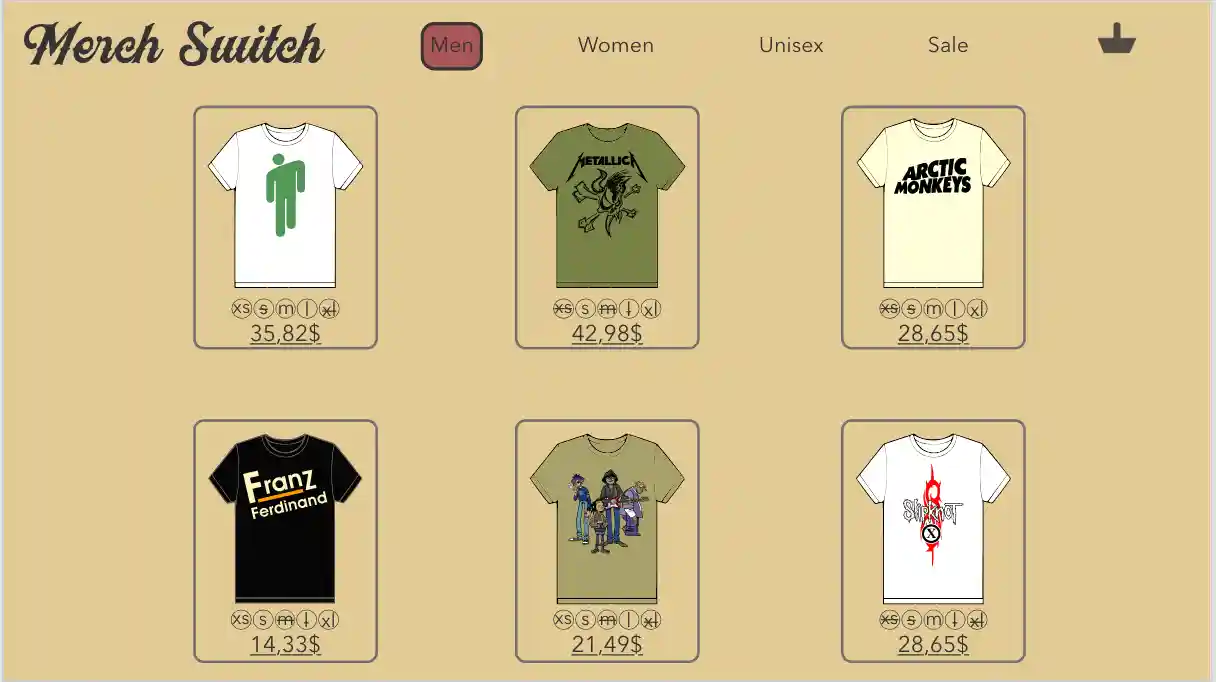 Merch Switch Men Women Unisex Sale
METALLICA
ARCTIC
MONKEYS
xs s m l xl xs s m l xl xs s m l xl
35,82$ 42,98$ 28,65$
Franz
Ferdinand
Slipknot
X
xs s m l xl xs s m l xl xs s m l xl
14,33$ 21,49$ 28,65$